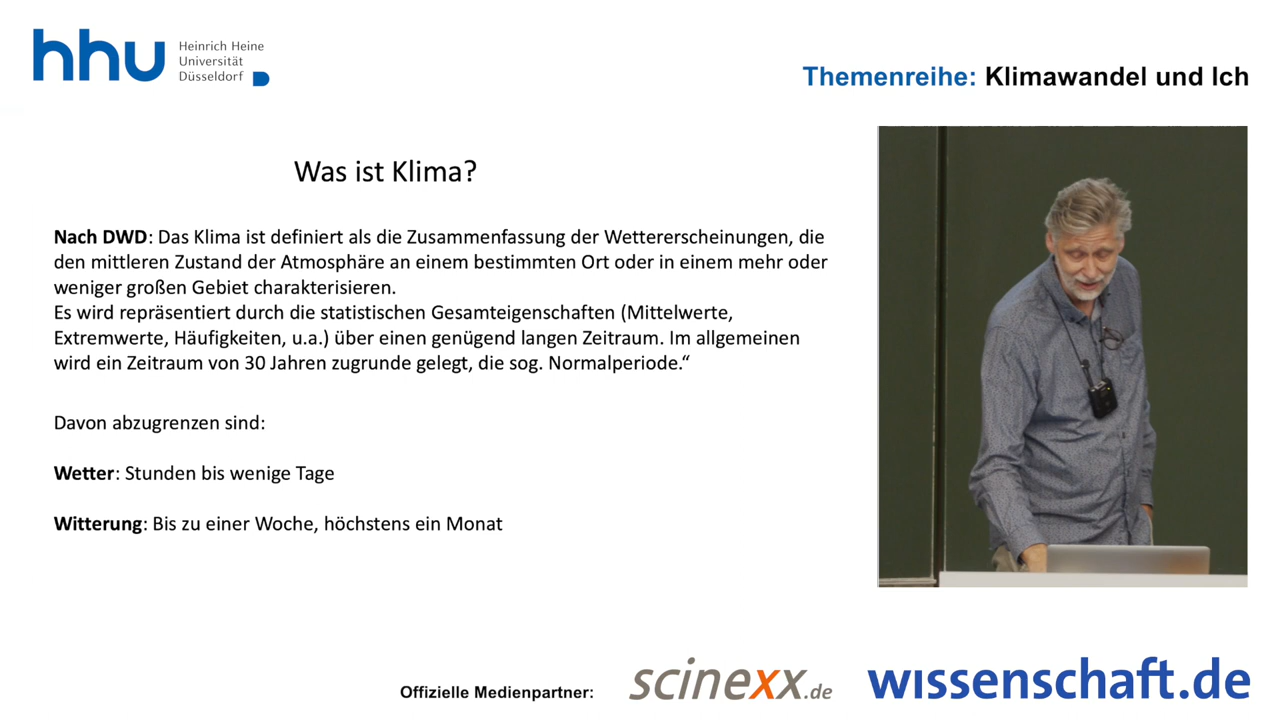 hhu Heinrich Heine
Universität
Düsseldorf
Themenreihe: Klimawandel und Ich
Was ist Klima?
Nach DWD: Das Klima ist definiert als die Zusammenfassung der Wettererscheinungen, die
den mittleren Zustand der Atmosphäre an einem bestimmten Ort oder in einem mehr oder
weniger großen Gebiet charakterisieren.
Es wird repräsentiert durch die statistischen Gesamteigenschaften (Mittelwerte,
Extremwerte, Häufigkeiten, u.a.) über einen genügend langen Zeitraum. Im allgemeinen
wird ein Zeitraum von 30 Jahren zugrunde gelegt, die sog. Normalperiode.“
Davon abzugrenzen sind:
Wetter: Stunden bis wenige Tage
Witterung: Bis zu einer Woche, höchstens ein Monat
Offizielle Medienpartner: scinexx.de wissenschaft.de